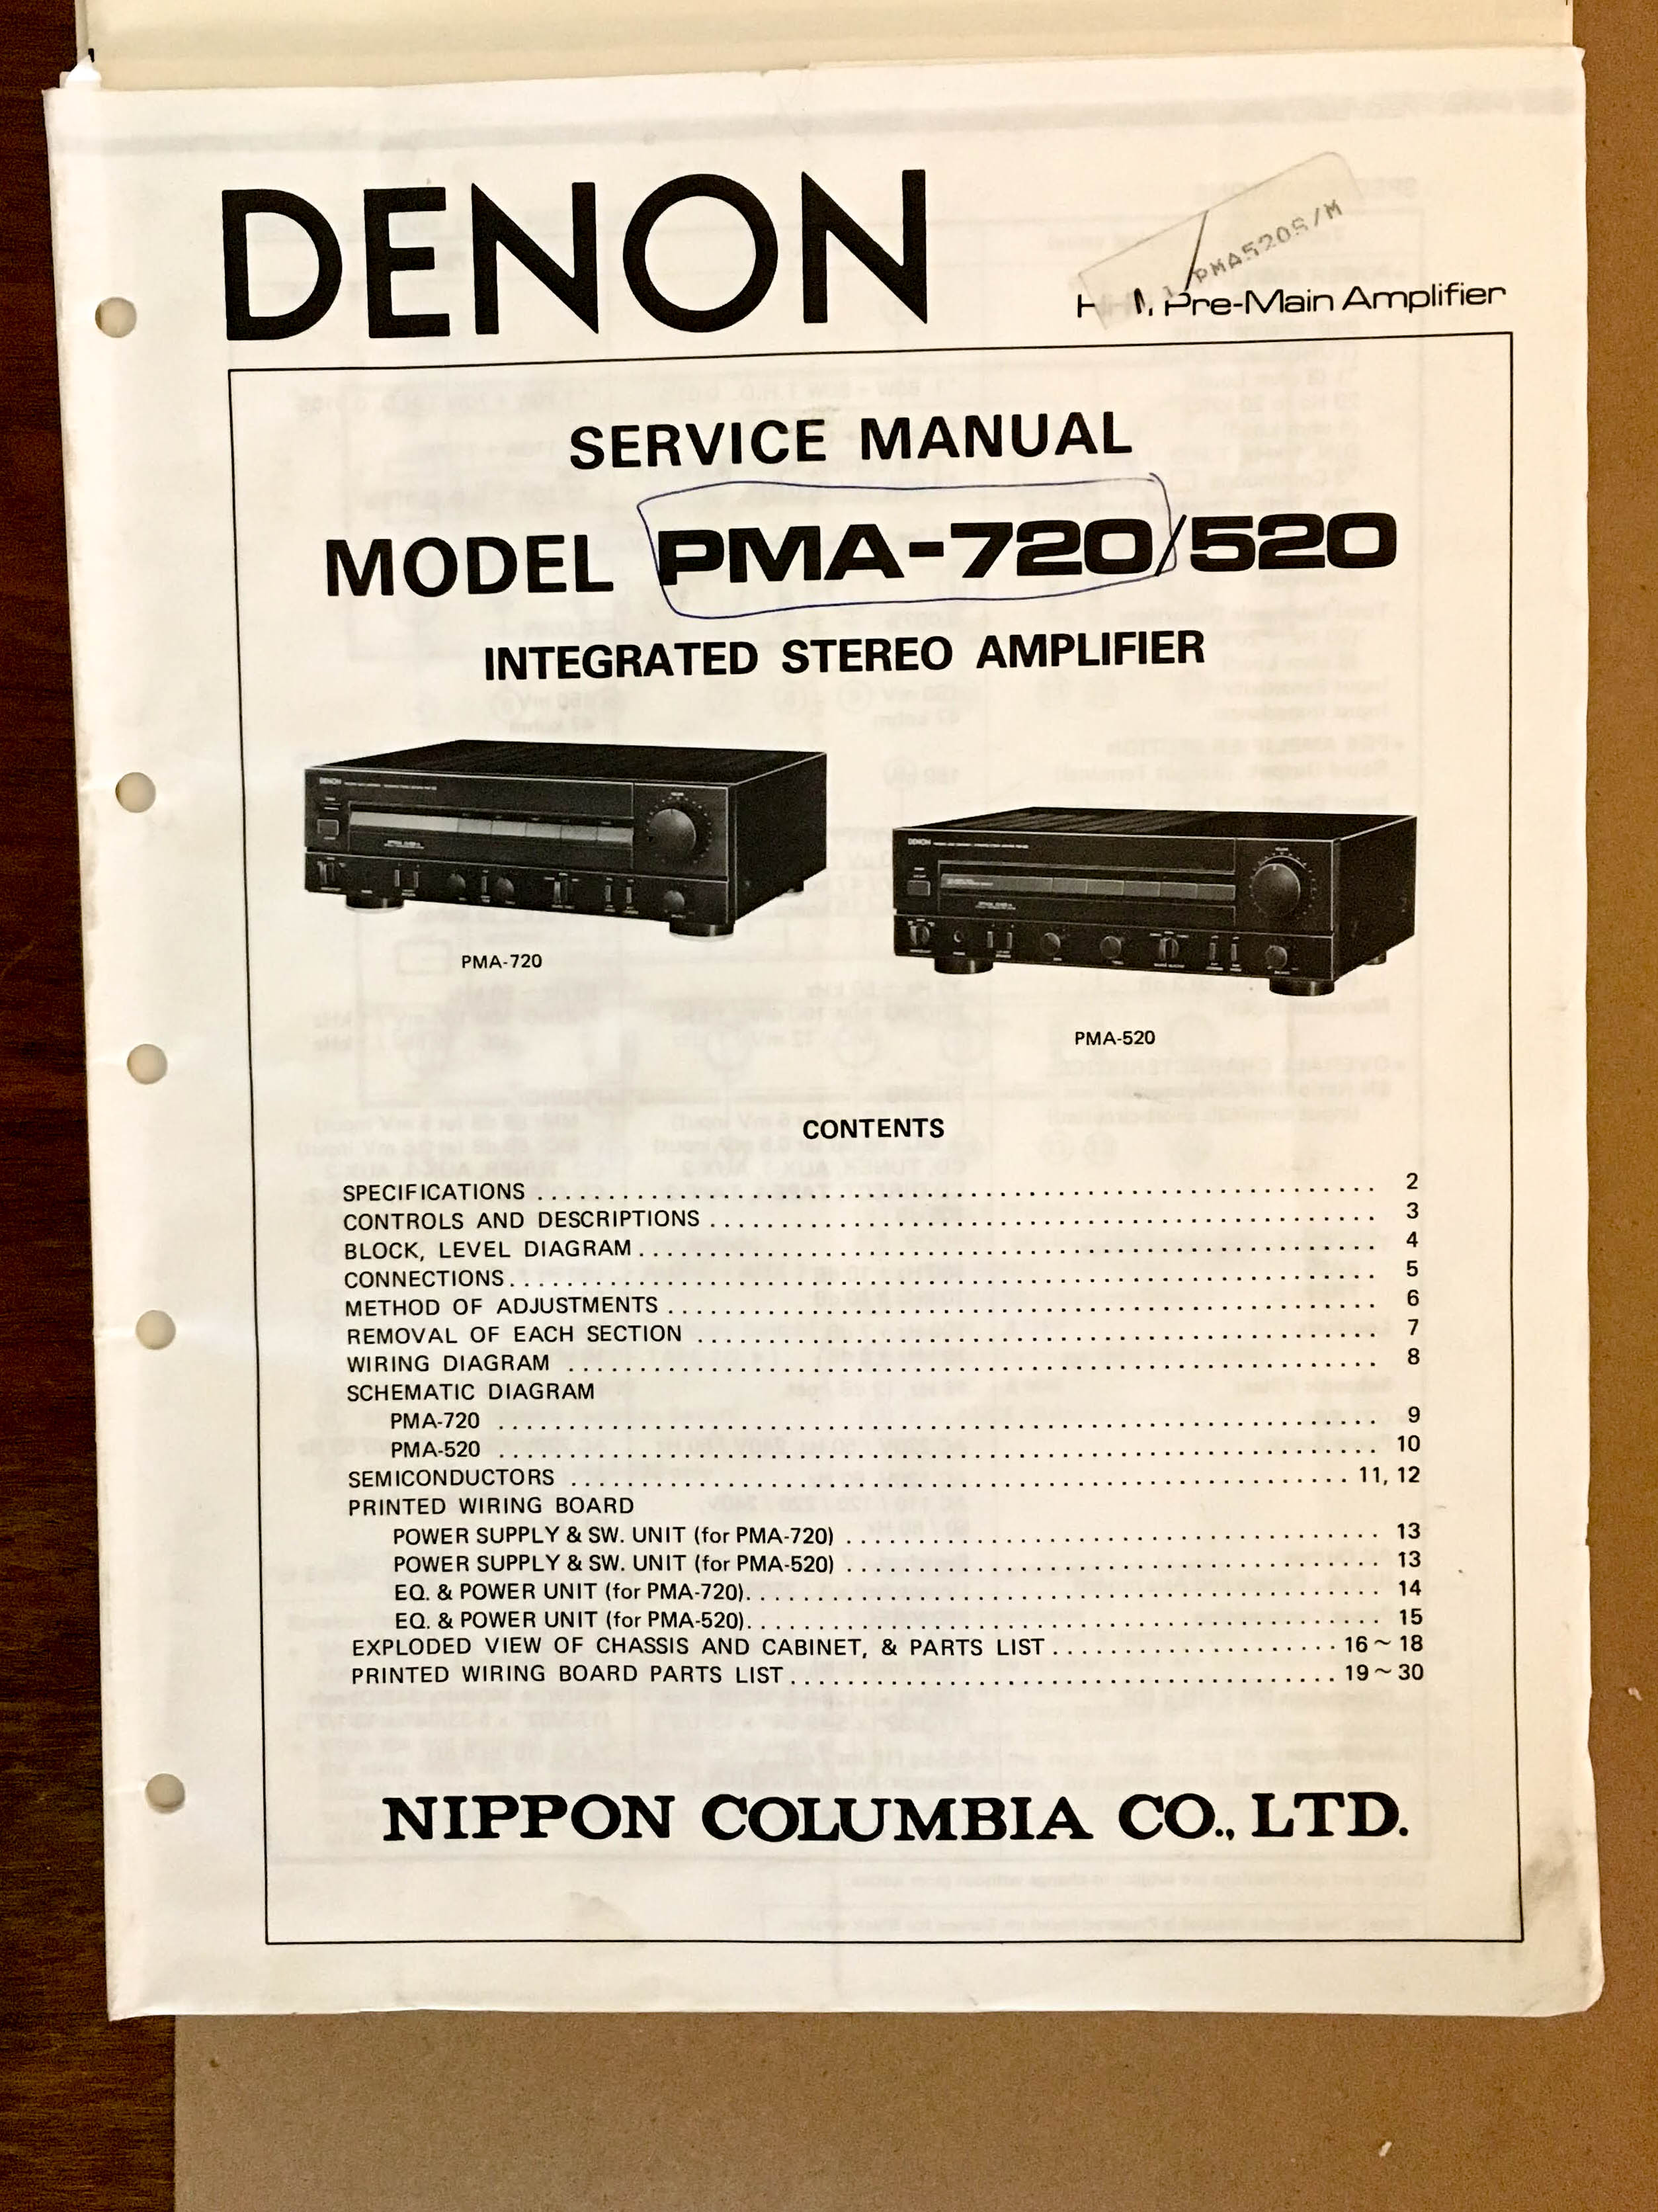 DENON
PMA520S/M
Pre-Main Amplifier
SERVICE MANUAL
MODEL PMA-720/520
INTEGRATED STEREO AMPLIFIER
DENON
DENON
PMA-720
PMA-520
CONTENTS
SPECIFICATIONS . . . . . . . . . . 2
CONTROLS AND DESCRIPTIONS . . . . . . . . . . 3
BLOCK, LEVEL DIAGRAM . . . . . . . . . . 4
CONNECTIONS . . . . . . . . . . 5
METHOD OF ADJUSTMENTS . . . . . . . . . . 6
REMOVAL OF EACH SECTION . . . . . . . . . . 7
WIRING DIAGRAM . . . . . . . . . . 8
SCHEMATIC DIAGRAM
PMA-720 . . . . . . . . . . 9
PMA-520 . . . . . . . . . . 10
SEMICONDUCTORS . . . . . . . . . . 11, 12
PRINTED WIRING BOARD
POWER SUPPLY & SW. UNIT (for PMA-720) . . . . . . . . . . 13
POWER SUPPLY & SW. UNIT (for PMA-520) . . . . . . . . . . 13
EQ. & POWER UNIT (for PMA-720) . . . . . . . . . . 14
EQ. & POWER UNIT (for PMA-520) . . . . . . . . . . 15
EXPLODED VIEW OF CHASSIS AND CABINET, & PARTS LIST . . . . . . . . . . 16 ~ 18
PRINTED WIRING BOARD PARTS LIST . . . . . . . . . . 19 ~ 30
NIPPON COLUMBIA CO., LTD.